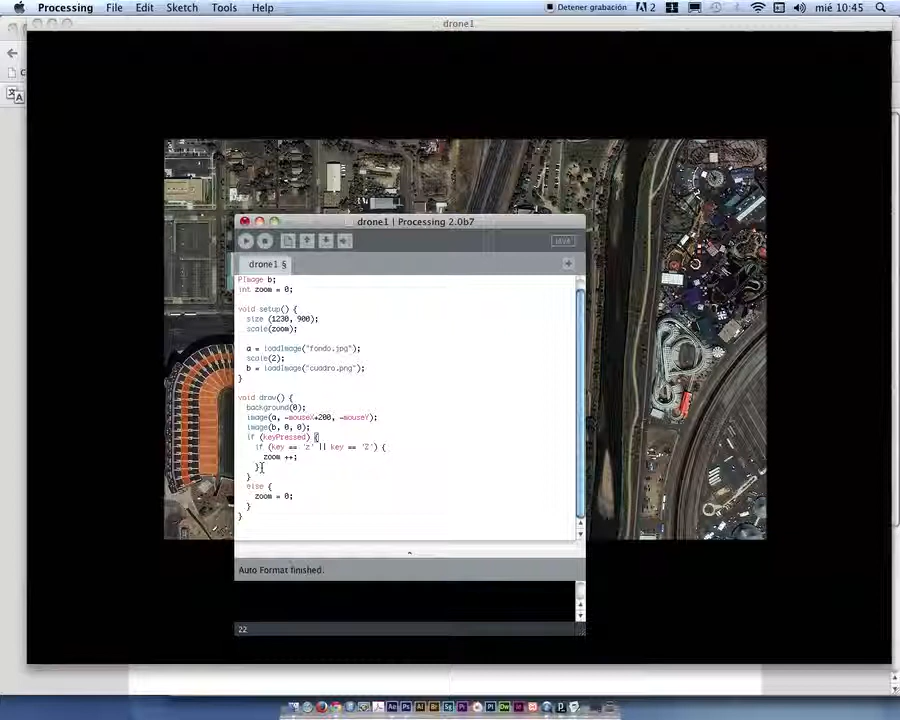 Processing File Edit Sketch Tools Help Detener grabación 2 mié 10:45
drone1
drone1 | Processing 2.0b7
JAVA
drone1 §
PImage b;
int zoom = 0;
void setup() {
size (1230, 900);
scale(zoom);
a = loadImage("fondo.jpg");
scale(2);
b = loadImage("cuadro.png");
}
void draw() {
background(0);
image(a, -mouseX+200, -mouseY);
image(b, 0, 0);
if (keyPressed) {
if (key == 'z' || key == 'Z') {
zoom ++;
}
}
else {
zoom = 0;
}
}
Auto Format finished.
22